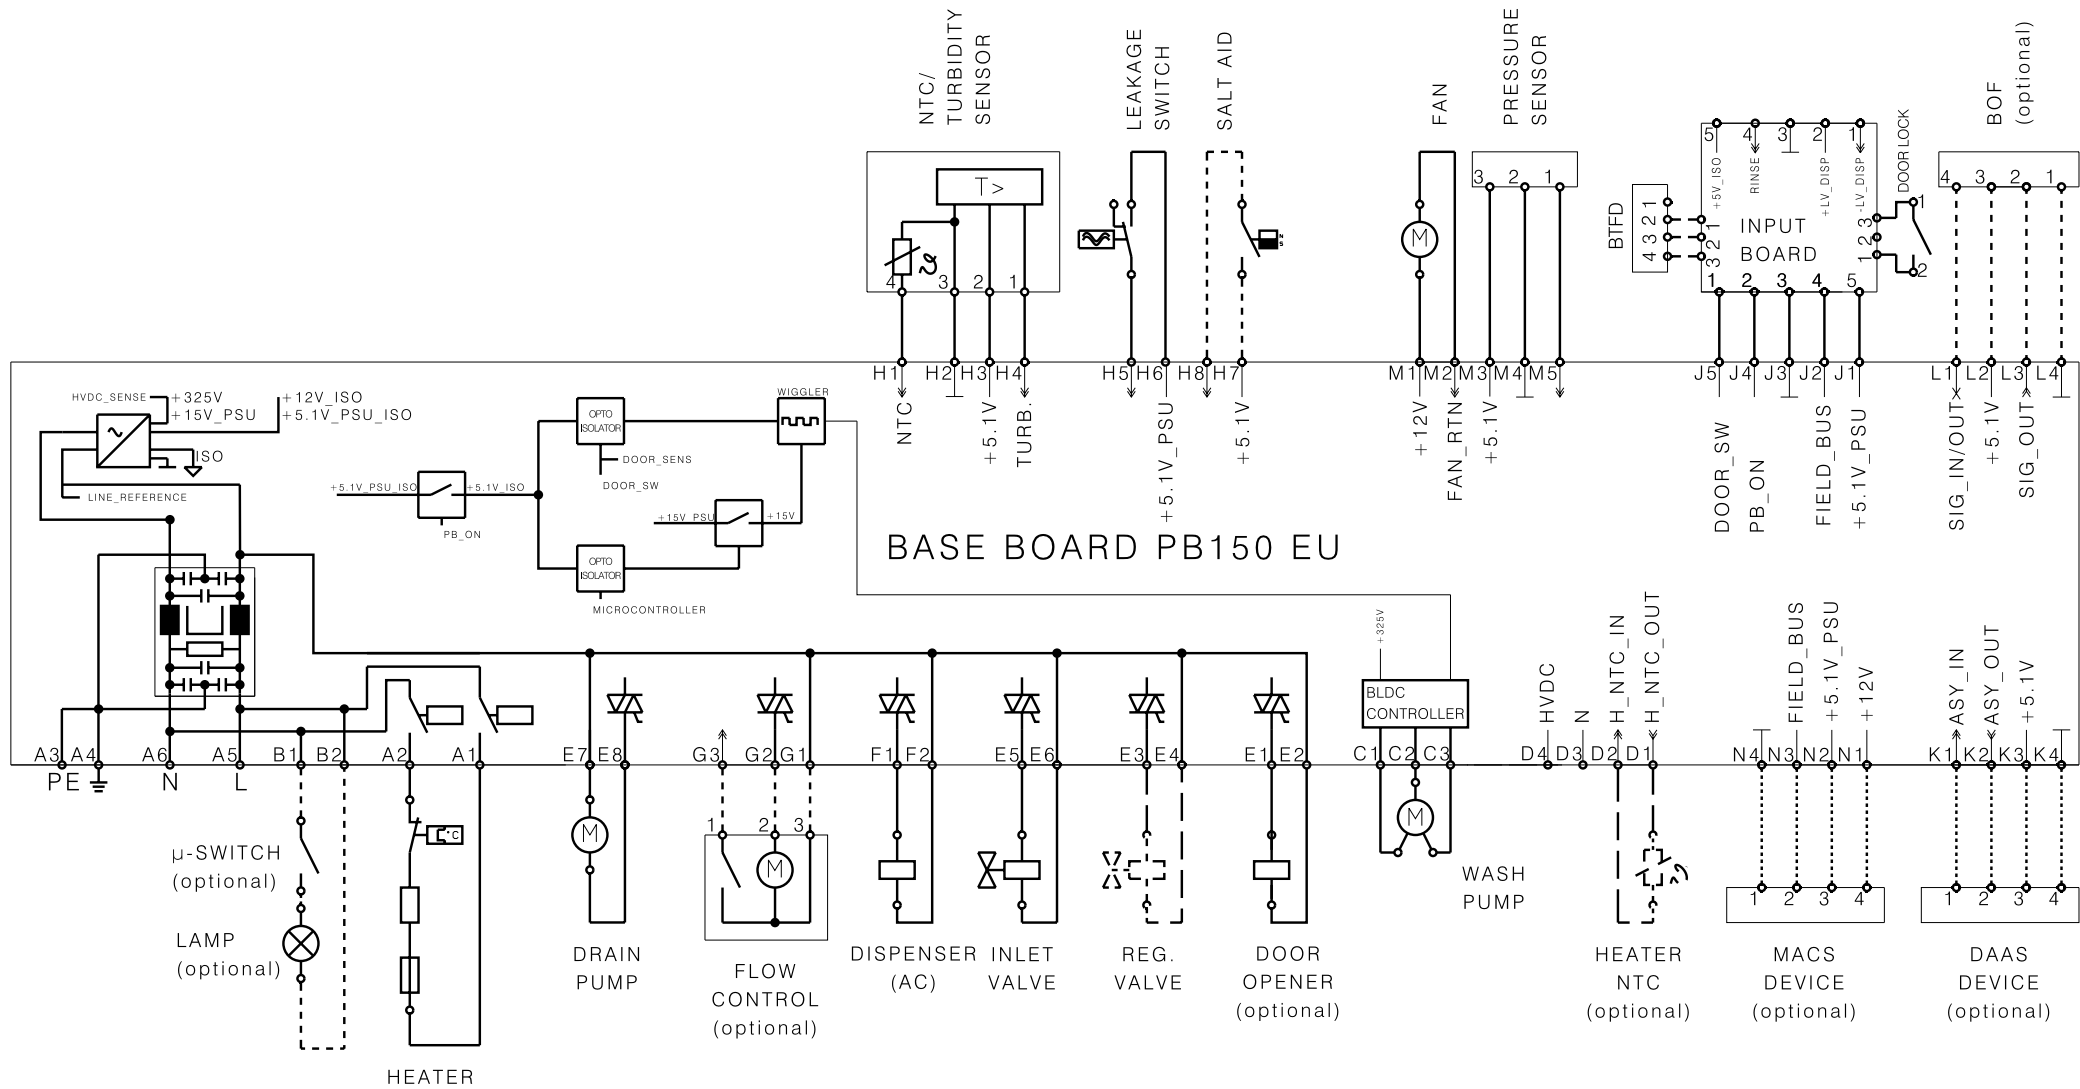 NTC/
TURBIDITY
SENSOR
LEAKAGE
SWITCH
SALT AID
FAN
PRESSURE
SENSOR
BOF
(optional)
T>
4 3 2 1
3 2 1
BTFD
1
2
3
4
1
2
3
5 4 3 2 1
+5V_ISO
RINSE
+LV_DISP
-LV_DISP
INPUT
BOARD
3
2
1
1 2 3 4 5
DOOR LOCK
1
2
4 3 2 1
H1 H2 H3 H4 H5 H6 H8 H7 M1 M2 M3 M4 M5 J5 J4 J3 J2 J1 L1 L2 L3 L4
NTC
+5.1V
TURB.
+5.1V_PSU
+5.1V
+12V
FAN_RTN
+5.1V
DOOR_SW
PB_ON
FIELD_BUS
+5.1V_PSU
SIG_IN/OUT
+5.1V
SIG_OUT
HVDC_SENSE
+325V
+15V_PSU
+12V_ISO
+5.1V_PSU_ISO
ISO
LINE_REFERENCE
+5.1V_PSU_ISO
+5.1V_ISO
PB_ON
OPTO
ISOLATOR
DOOR_SENS
DOOR_SW
WIGGLER
+15V_PSU
+15V
OPTO
ISOLATOR
MICROCONTROLLER
BASE BOARD PB150 EU
+325V
BLDC
CONTROLLER
HVDC
N
H_NTC_IN
H_NTC_OUT
FIELD_BUS
+5.1V_PSU
+12V
ASY_IN
ASY_OUT
+5.1V
A3 A4 A6 A5 B1 B2 A2 A1 E7 E8 G3 G2 G1 F1 F2 E5 E6 E3 E4 E1 E2 C1 C2 C3 D4 D3 D2 D1 N4 N3 N2 N1 K1 K2 K3 K4
PE N L
µ-SWITCH
(optional)
LAMP
(optional)
°C
HEATER
M
DRAIN
PUMP
1 2 3
M
FLOW
CONTROL
(optional)
DISPENSER
(AC)
INLET
VALVE
REG.
VALVE
DOOR
OPENER
(optional)
M
WASH
PUMP
HEATER
NTC
(optional)
1 2 3 4
MACS
DEVICE
(optional)
1 2 3 4
DAAS
DEVICE
(optional)
M
N
S